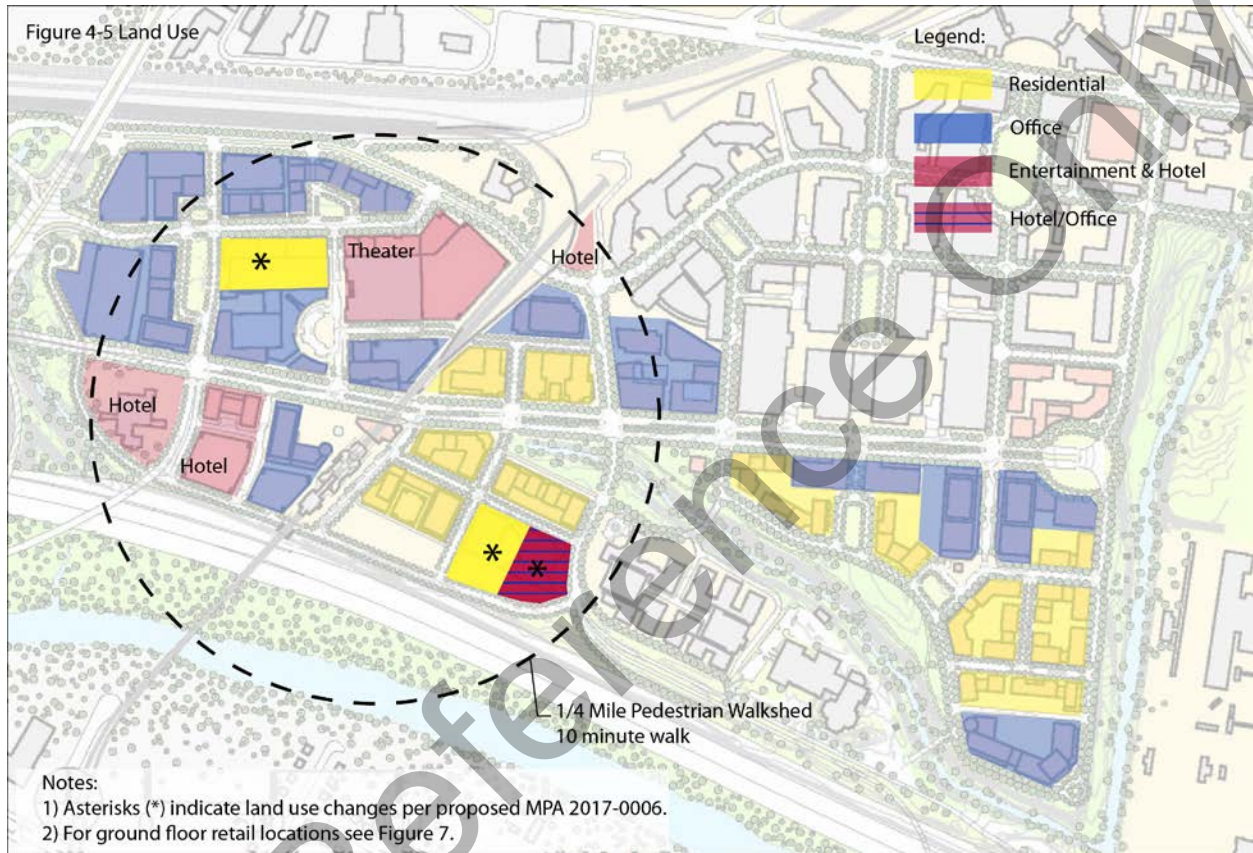 Figure 4-5 Land Use
Legend:
Residential
Office
Entertainment & Hotel
Hotel/Office
*
Theater
Hotel
Hotel
Hotel
*
*
1/4 Mile Pedestrian Walkshed
10 minute walk
Notes:
1) Asterisks (*) indicate land use changes per proposed MPA 2017-0006.
2) For ground floor retail locations see Figure 7.
Reference Only